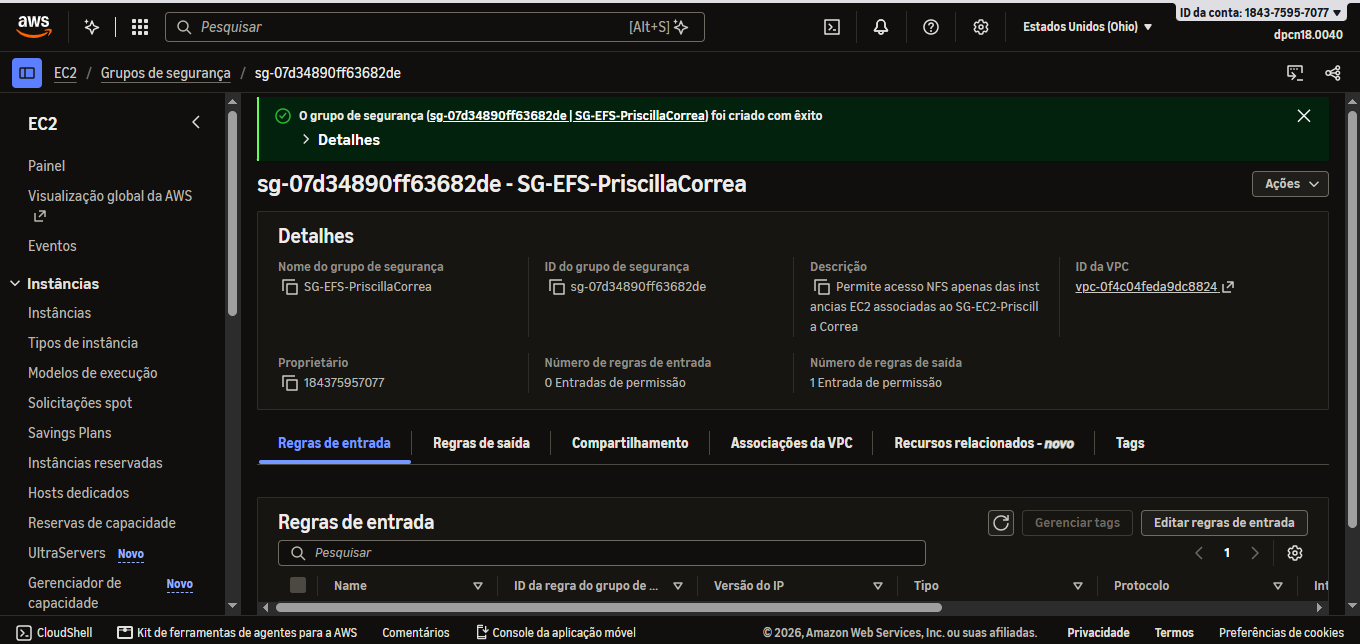 aws
Pesquisar
[Alt+S]
Estados Unidos (Ohio)
ID da conta: 1843-7595-7077
dpcn18.0040
EC2 / Grupos de segurança / sg-07d34890ff63682de
EC2
Painel
Visualização global da AWS
Eventos
Instâncias
Instâncias
Tipos de instância
Modelos de execução
Solicitações spot
Savings Plans
Instâncias reservadas
Hosts dedicados
Reservas de capacidade
UltraServers Novo
Gerenciador de capacidade Novo
O grupo de segurança (sg-07d34890ff63682de | SG-EFS-PriscillaCorrea) foi criado com êxito
Detalhes
sg-07d34890ff63682de - SG-EFS-PriscillaCorrea
Ações
Detalhes
Nome do grupo de segurança
SG-EFS-PriscillaCorrea
ID do grupo de segurança
sg-07d34890ff63682de
Descrição
Permite acesso NFS apenas das inst
ancias EC2 associadas ao SG-EC2-Priscill
a Correa
ID da VPC
vpc-0f4c04feda9dc8824
Proprietário
184375957077
Número de regras de entrada
0 Entradas de permissão
Número de regras de saída
1 Entrada de permissão
Regras de entrada
Regras de saída
Compartilhamento
Associações da VPC
Recursos relacionados - novo
Tags
Regras de entrada
Gerenciar tags
Editar regras de entrada
Pesquisar
1
Name
ID da regra do grupo de ...
Versão do IP
Tipo
Protocolo
Int
CloudShell
Kit de ferramentas de agentes para a AWS
Comentários
Console da aplicação móvel
© 2026, Amazon Web Services, Inc. ou suas afiliadas.
Privacidade
Termos
Preferências de cookies